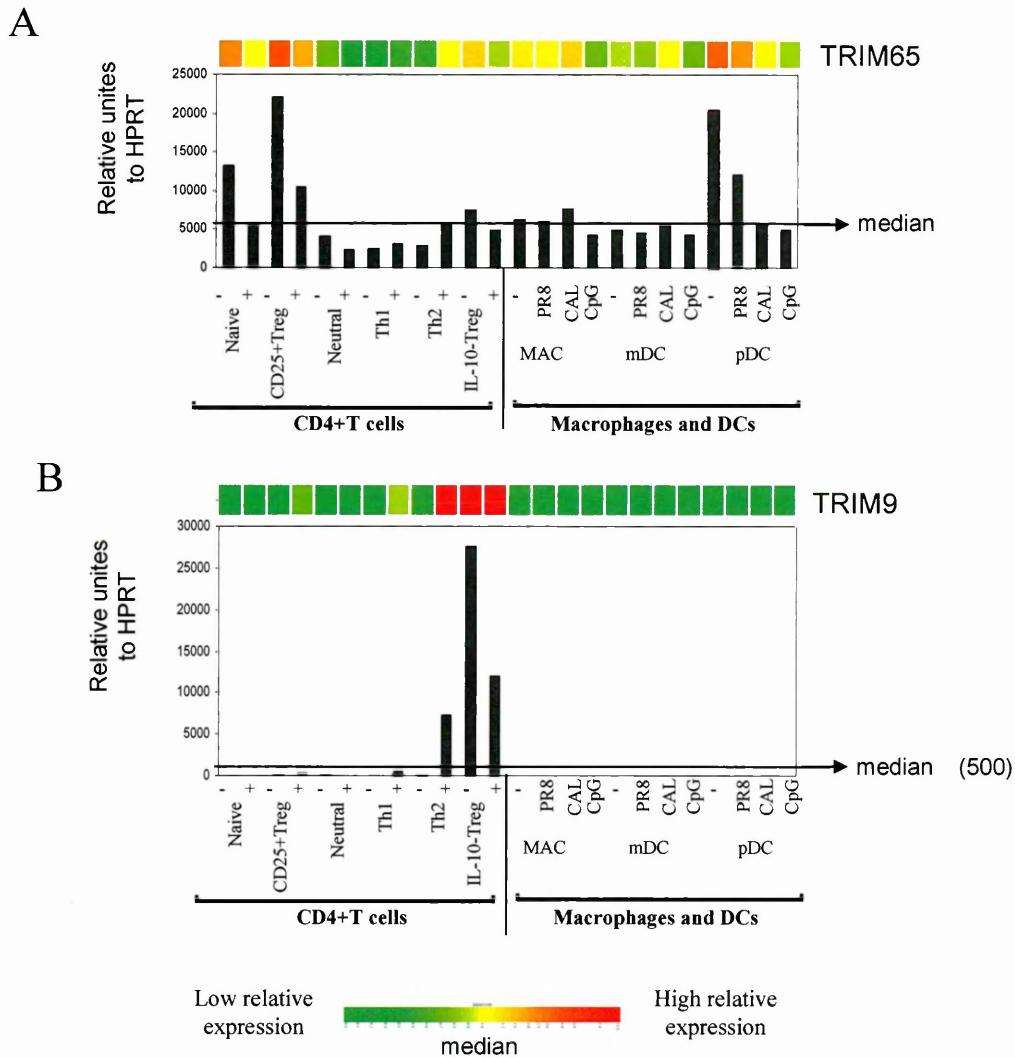 A
TRIM65
Relative unites
to HPRT
25000
20000
15000
10000
5000
0
median
- + - + - + - + - + - + - PR8 CAL CpG - PR8 CAL CpG - PR8 CAL CpG
Naive CD25+Treg Neutral Th1 Th2 IL-10-Treg
MAC mDC pDC
CD4+T cells Macrophages and DCs
B
TRIM9
Relative unites
to HPRT
30000
25000
20000
15000
10000
5000
0
median (500)
- + - + - + - + - + - + - PR8 CAL CpG - PR8 CAL CpG - PR8 CAL CpG
Naive CD25+Treg Neutral Th1 Th2 IL-10-Treg
MAC mDC pDC
CD4+T cells Macrophages and DCs
Low relative
expression
High relative
expression
median